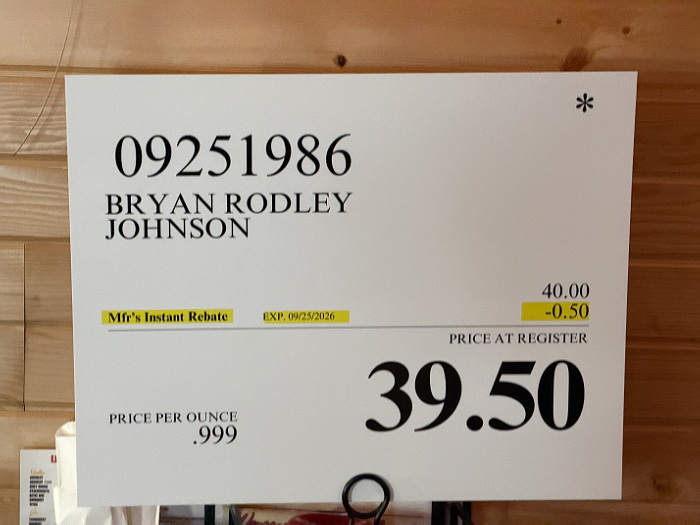 *
09251986
BRYAN RODLEY
JOHNSON
40.00
Mfr's Instant Rebate EXP. 09/25/2026 -0.50
PRICE AT REGISTER
39.50
PRICE PER OUNCE
.999